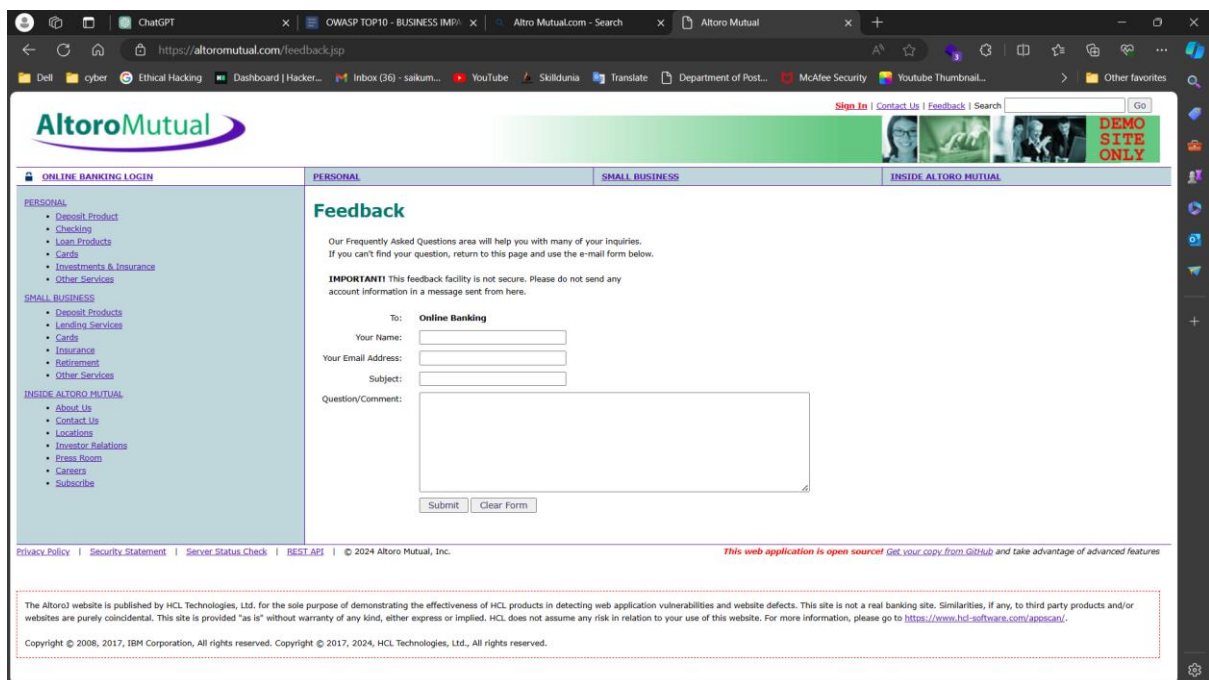 ChatGPT
OWASP TOP10 - BUSINESS IMPA
Altro Mutual.com - Search
Altoro Mutual
https://altoromutual.com/feedback.jsp
Dell
cyber
Ethical Hacking
Dashboard | Hacker...
Inbox (36) - saikum...
YouTube
Skilldunia
Translate
Department of Post...
McAfee Security
Youtube Thumbnail...
Other favorites
Sign In | Contact Us | Feedback | Search
Go
AltoroMutual
DEMO
SITE
ONLY
ONLINE BANKING LOGIN
PERSONAL
SMALL BUSINESS
INSIDE ALTORO MUTUAL
PERSONAL
Deposit Product
Checking
Loan Products
Cards
Investments & Insurance
Other Services
SMALL BUSINESS
Deposit Products
Lending Services
Cards
Insurance
Retirement
Other Services
INSIDE ALTORO MUTUAL
About Us
Contact Us
Locations
Investor Relations
Press Room
Careers
Subscribe
Feedback
Our Frequently Asked Questions area will help you with many of your inquiries.
If you can't find your question, return to this page and use the e-mail form below.
IMPORTANT! This feedback facility is not secure. Please do not send any
account information in a message sent from here.
To: Online Banking
Your Name:
Your Email Address:
Subject:
Question/Comment:
Submit Clear Form
Privacy Policy | Security Statement | Server Status Check | REST API | © 2024 Altoro Mutual, Inc.
This web application is open source! Get your copy from GitHub and take advantage of advanced features
The AltoroJ website is published by HCL Technologies, Ltd. for the sole purpose of demonstrating the effectiveness of HCL products in detecting web application vulnerabilities and website defects. This site is not a real banking site. Similarities, if any, to third party products and/or
websites are purely coincidental. This site is provided "as is" without warranty of any kind, either express or implied. HCL does not assume any risk in relation to your use of this website. For more information, please go to https://www.hcl-software.com/appscan/.
Copyright © 2008, 2017, IBM Corporation, All rights reserved. Copyright © 2017, 2024, HCL Technologies, Ltd., All rights reserved.